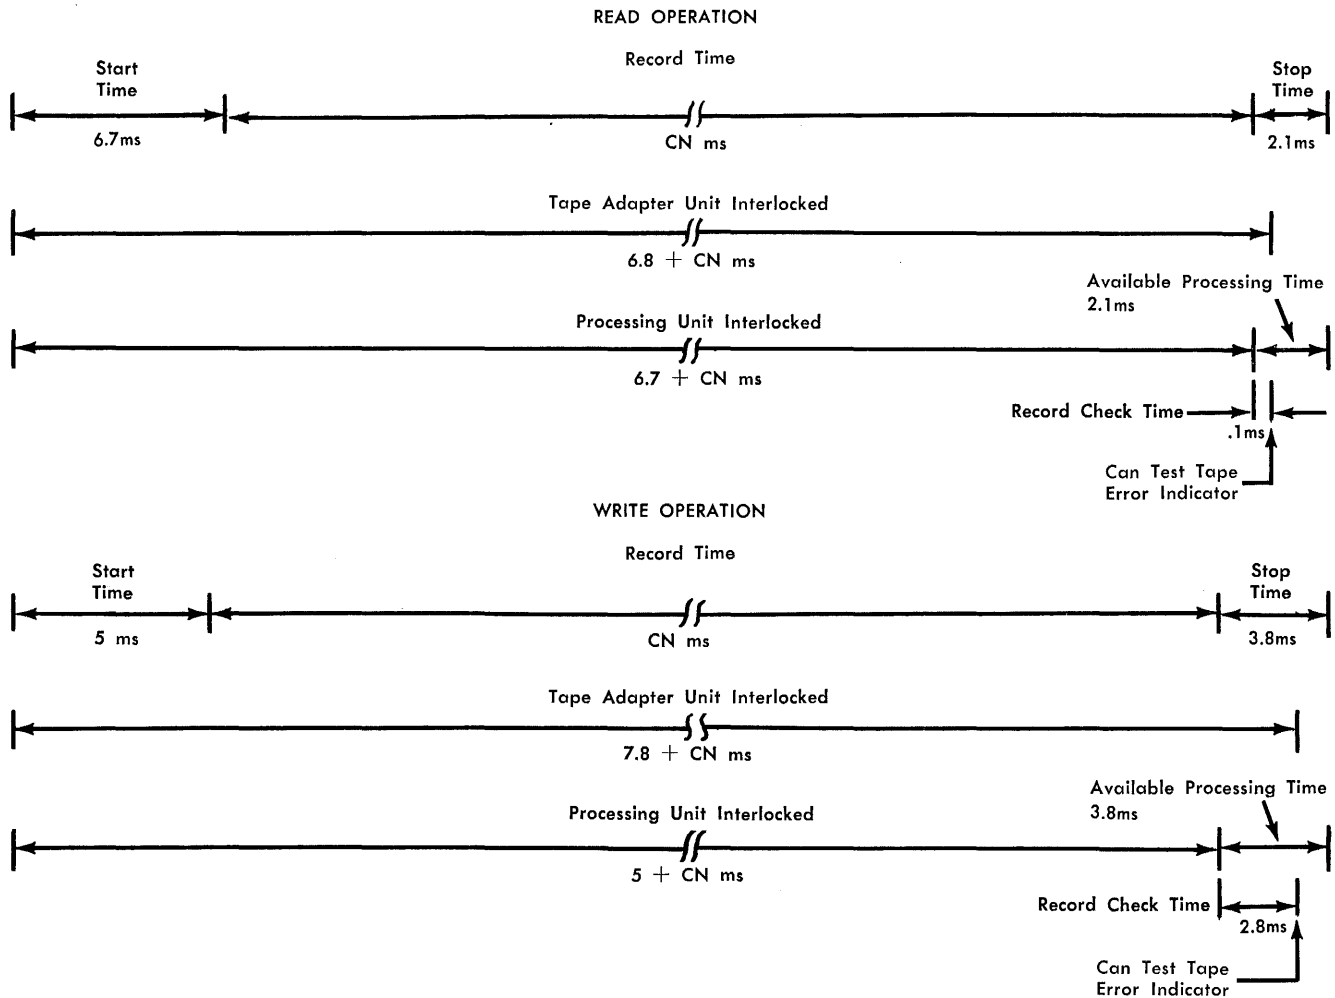 READ OPERATION
Record Time
Start
Time
Stop
Time
6.7ms
CN ms
2.1ms
Tape Adapter Unit Interlocked
6.8 + CN ms
Available Processing Time
2.1ms
Processing Unit Interlocked
6.7 + CN ms
Record Check Time
.1ms
Can Test Tape
Error Indicator
WRITE OPERATION
Record Time
Start
Time
Stop
Time
5 ms
CN ms
3.8ms
Tape Adapter Unit Interlocked
7.8 + CN ms
Available Processing Time
3.8ms
Processing Unit Interlocked
5 + CN ms
Record Check Time
2.8ms
Can Test Tape
Error Indicator